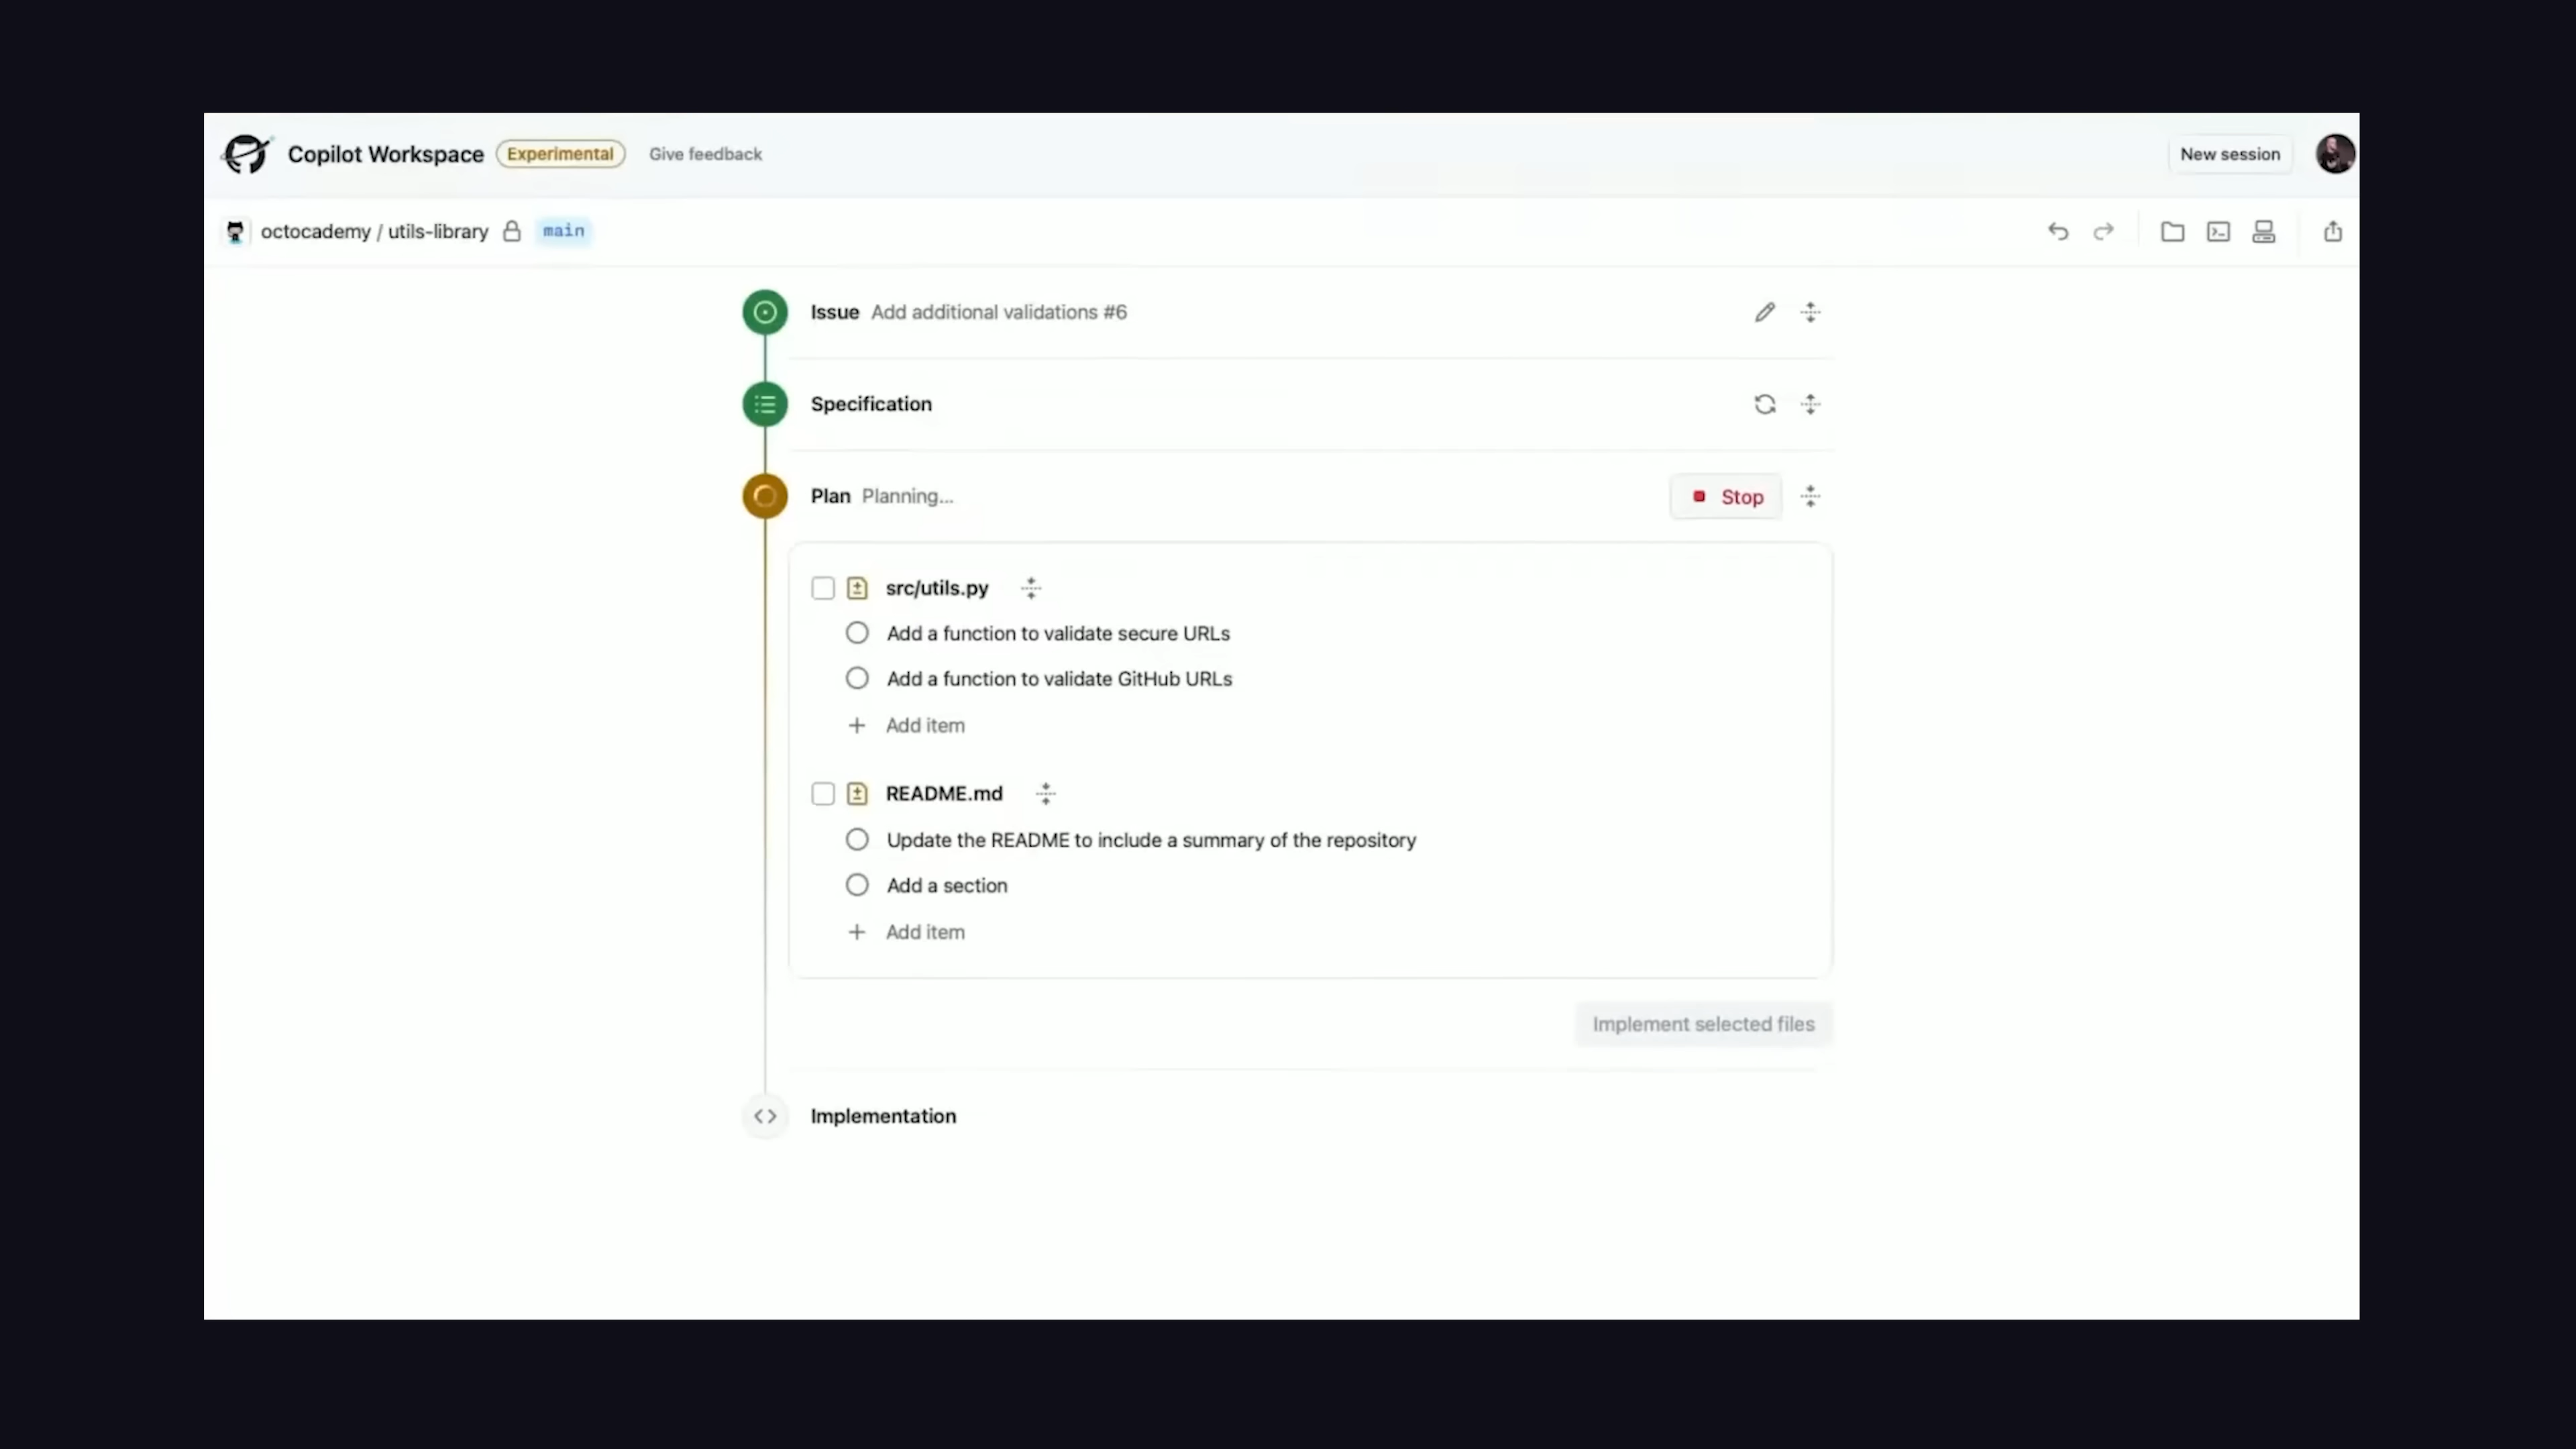 Copilot Workspace Experimental Give feedback New session
octocademy / utils-library main
Issue Add additional validations #6
Specification
Plan Planning... Stop
src/utils.py
Add a function to validate secure URLs
Add a function to validate GitHub URLs
Add item
README.md
Update the README to include a summary of the repository
Add a section
Add item
Implement selected files
Implementation